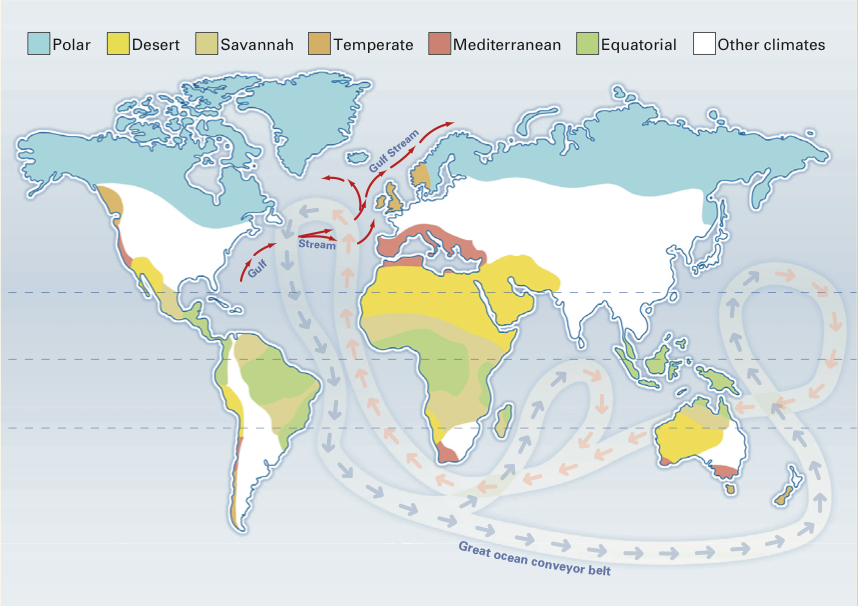 Polar Desert Savannah Temperate Mediterranean Equatorial Other climates
Gulf Stream
Gulf Stream
Great ocean conveyor belt